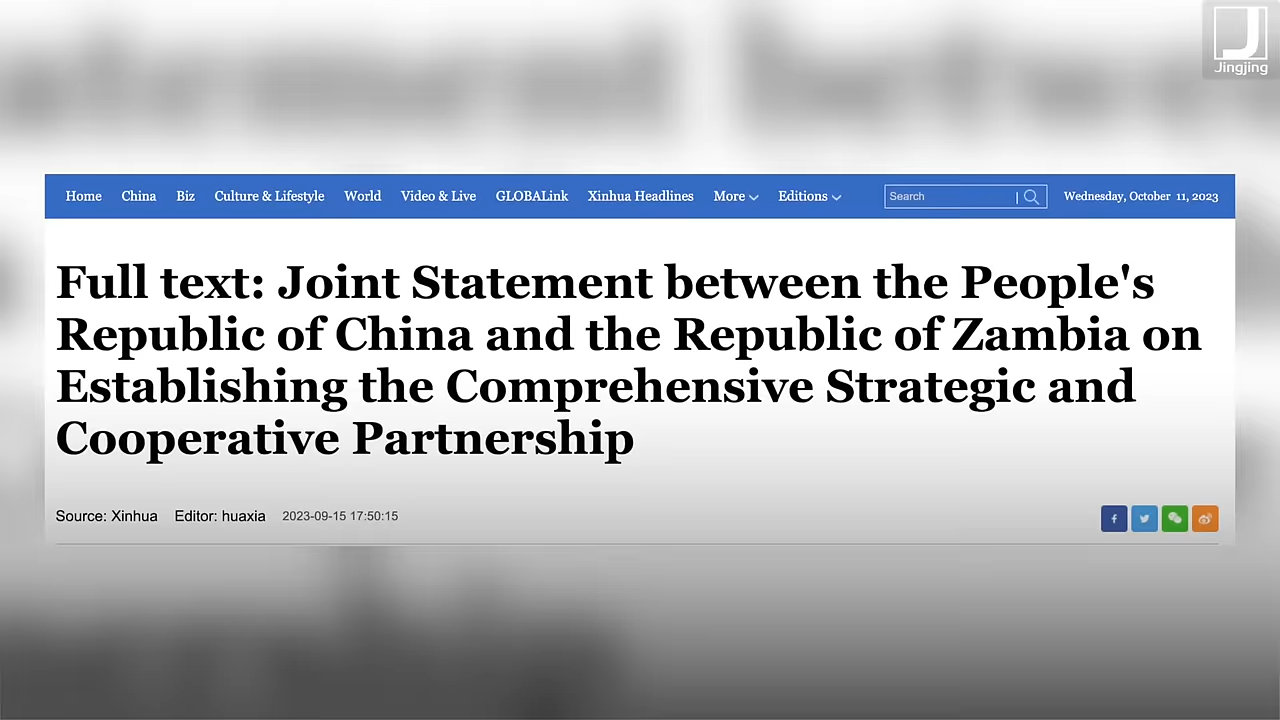 J
Jingjing
Home China Biz Culture & Lifestyle World Video & Live GLOBALink Xinhua Headlines More Editions Search Wednesday, October 11, 2023
Full text: Joint Statement between the People's
Republic of China and the Republic of Zambia on
Establishing the Comprehensive Strategic and
Cooperative Partnership
Source: Xinhua Editor: huaxia 2023-09-15 17:50:15